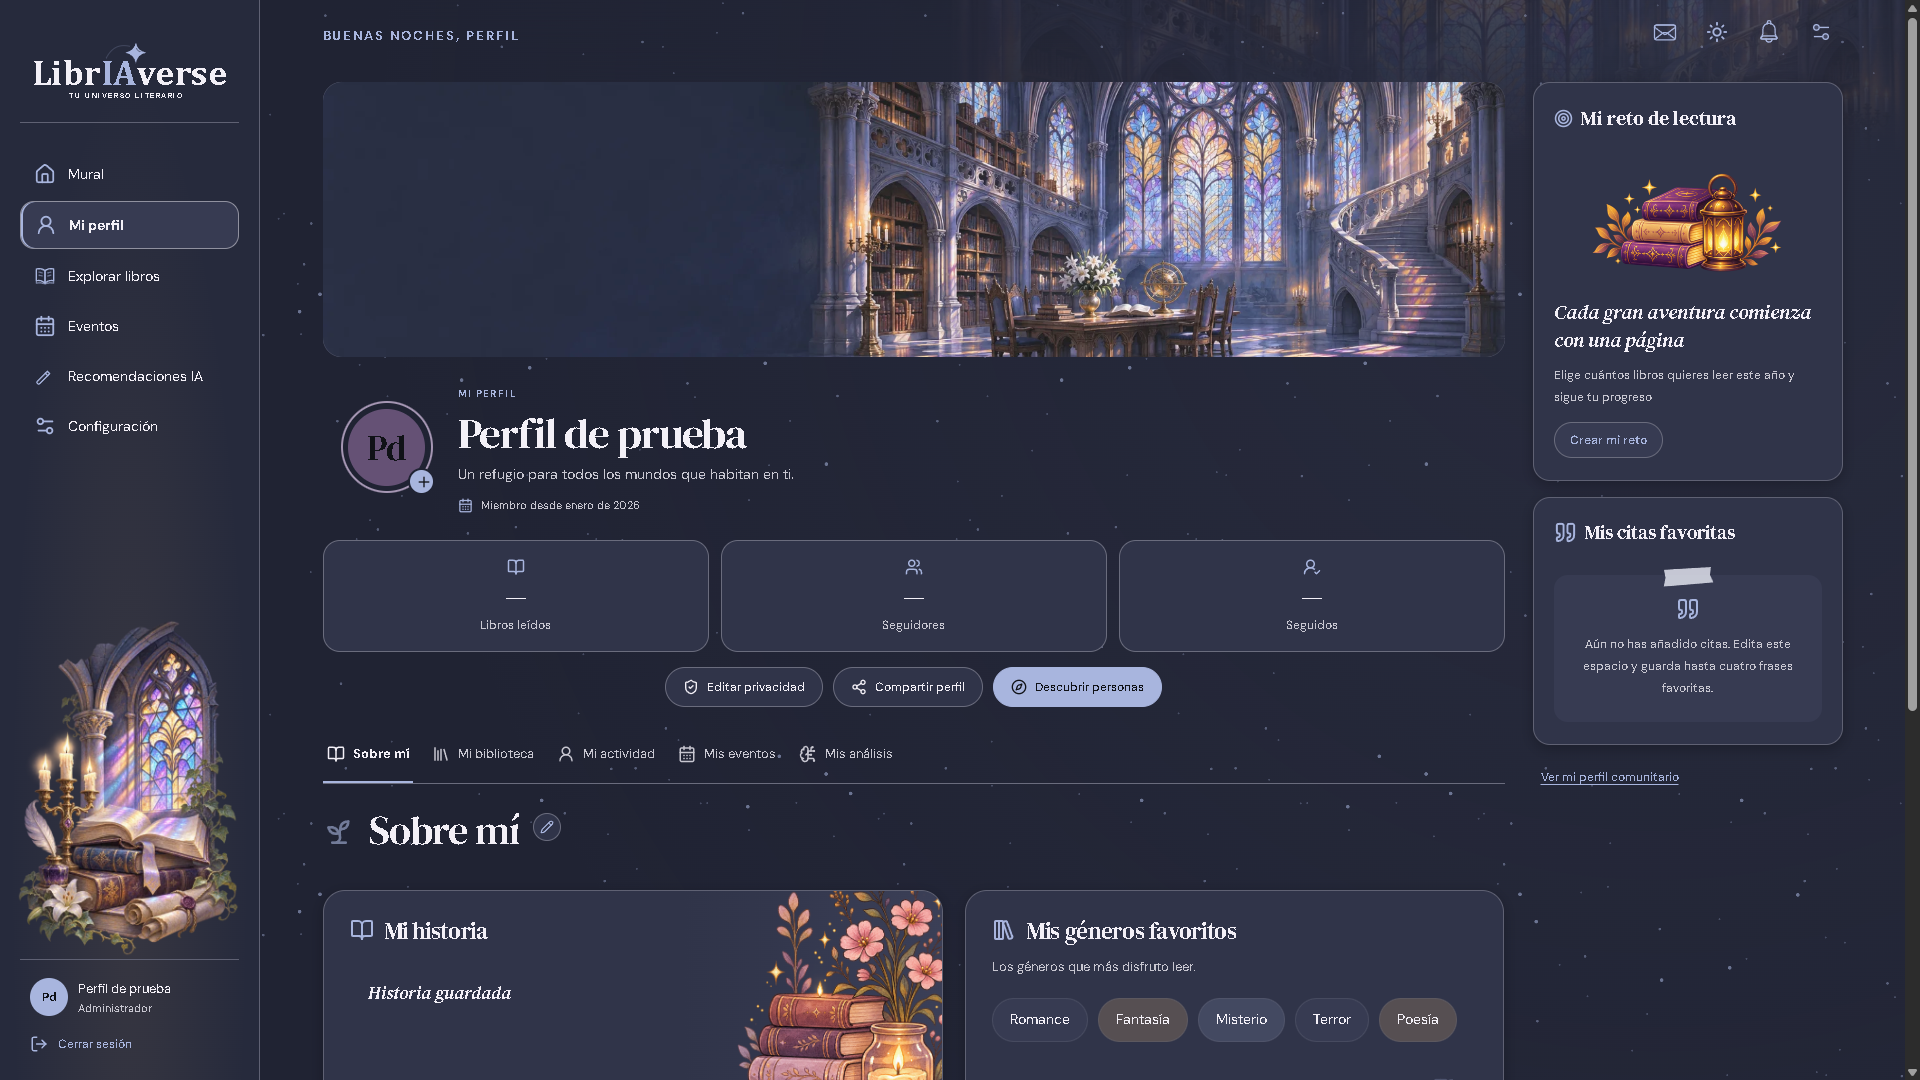 LibrIAverse
TU UNIVERSO LITERARIO
Mural
Mi perfil
Explorar libros
Eventos
Recomendaciones IA
Configuración
Pd
Perfil de prueba
Administrador
Cerrar sesión
BUENAS NOCHES, PERFIL
Pd
MI PERFIL
Perfil de prueba
Un refugio para todos los mundos que habitan en ti.
Miembro desde enero de 2026
—
Libros leídos
—
Seguidores
—
Seguidos
Editar privacidad
Compartir perfil
Descubrir personas
Sobre mí
Mi biblioteca
Mi actividad
Mis eventos
Mis análisis
Sobre mí
Mi historia
Historia guardada
Mis géneros favoritos
Los géneros que más disfruto leer.
Romance
Fantasía
Misterio
Terror
Poesía
Mi reto de lectura
Cada gran aventura comienza
con una página
Elige cuántos libros quieres leer este año y
sigue tu progreso
Crear mi reto
Mis citas favoritas
Aún no has añadido citas. Edita este
espacio y guarda hasta cuatro frases
favoritas.
Ver mi perfil comunitario